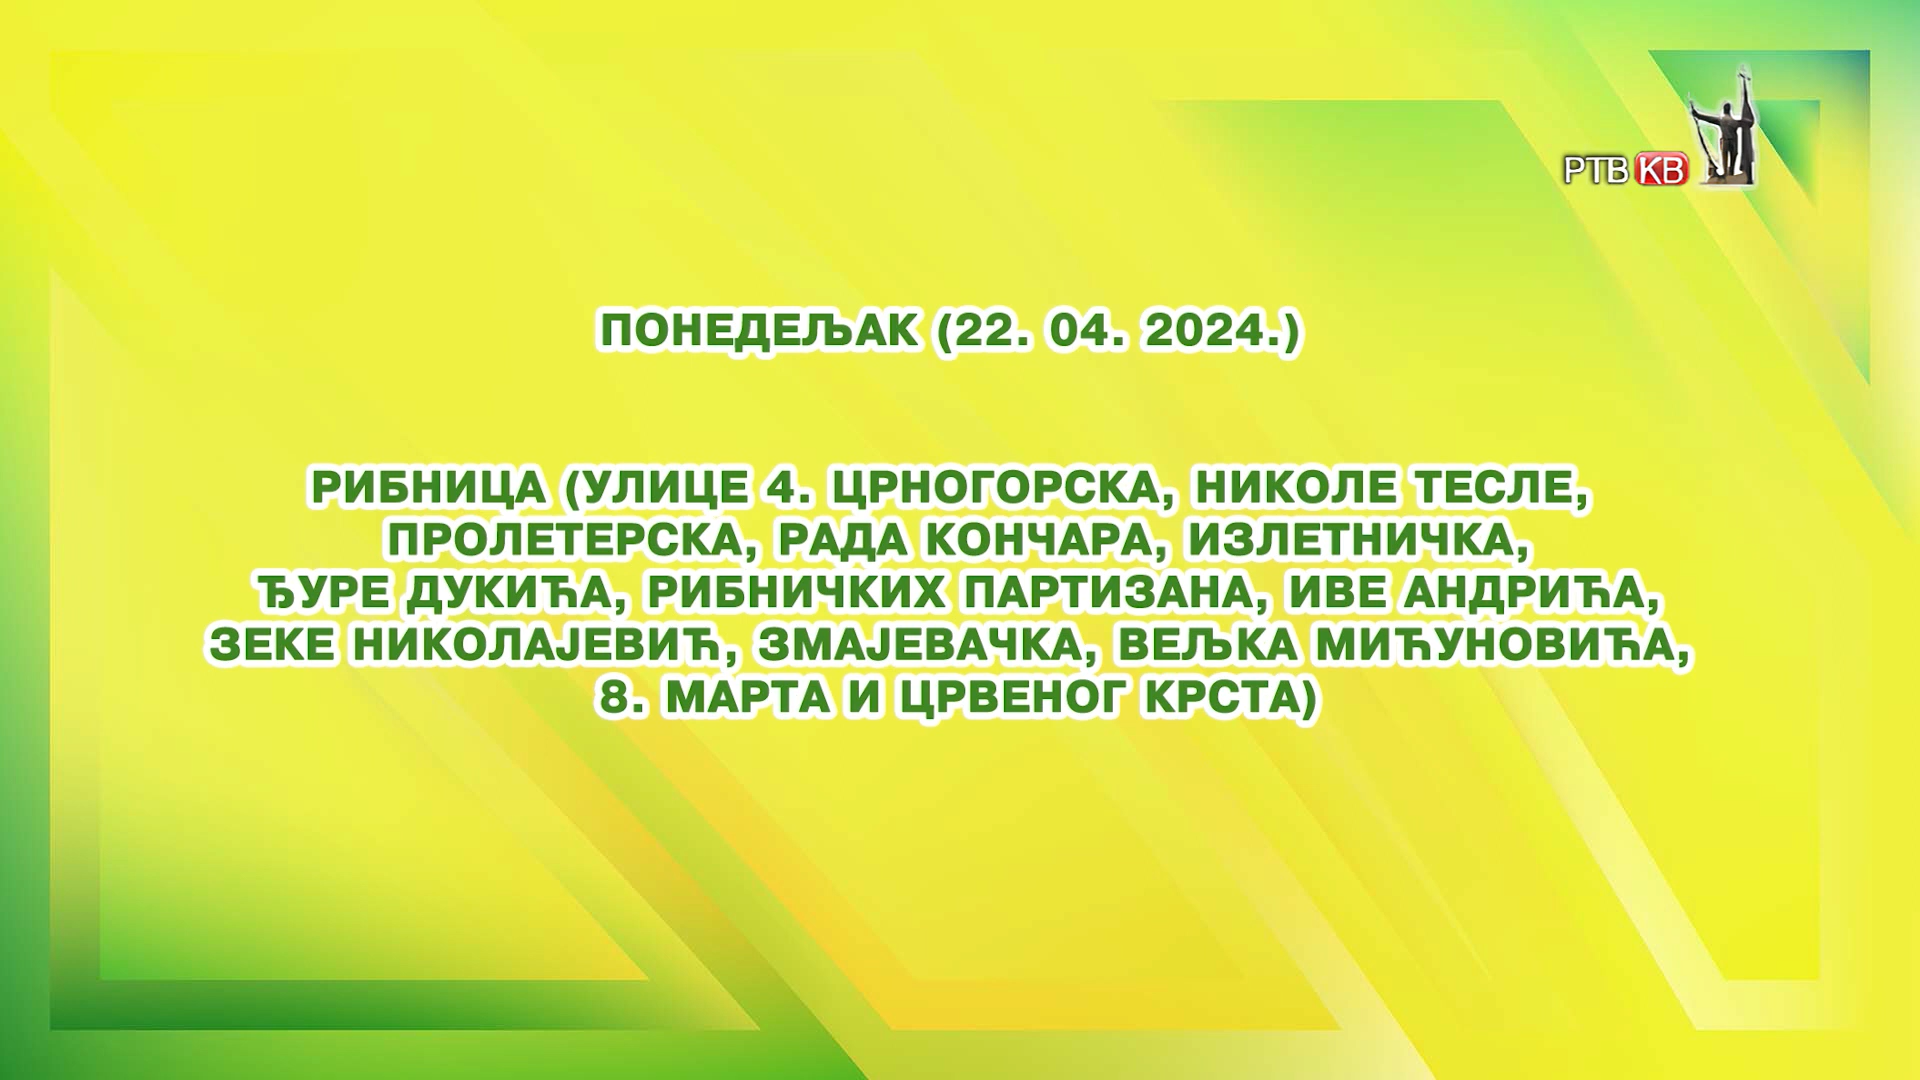 РТВ КВ
ПОНЕДЕЉАК (22. 04. 2024.)
РИБНИЦА (УЛИЦЕ 4. ЦРНОГОРСКА, НИКОЛЕ ТЕСЛЕ,
ПРОЛЕТЕРСКА, РАДА КОНЧАРА, ИЗЛЕТНИЧКА,
ЂУРЕ ДУКИЋА, РИБНИЧКИХ ПАРТИЗАНА, ИВЕ АНДРИЋА,
ЗЕКЕ НИКОЛАЈЕВИЋ, ЗМАЈЕВАЧКА, ВЕЉКА МИЋУНОВИЋА,
8. МАРТА И ЦРВЕНОГ КРСТА)